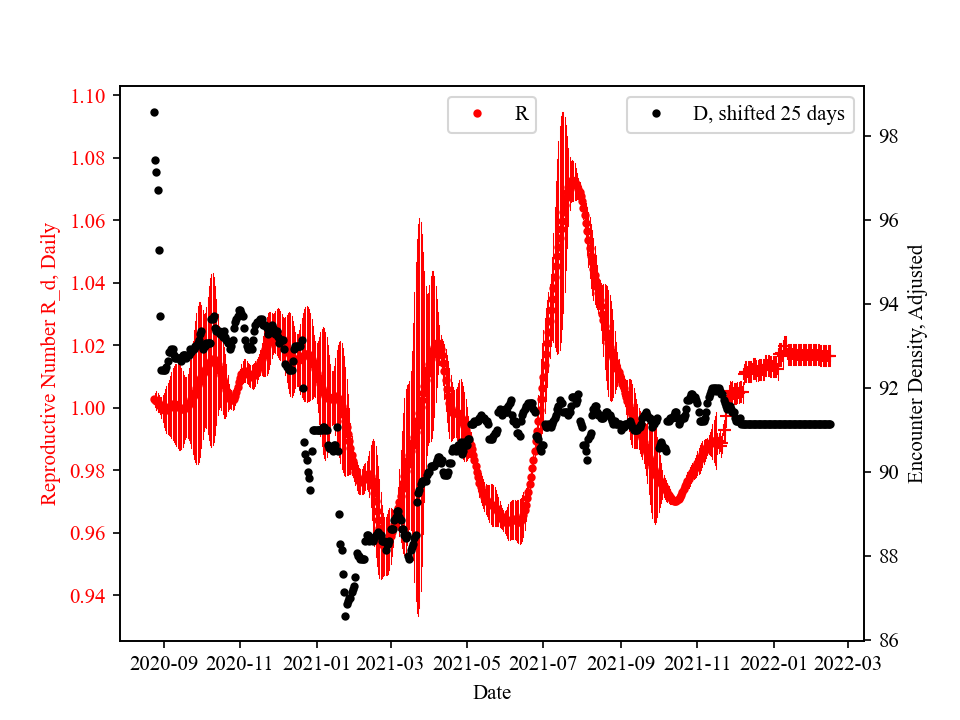 R
D, shifted 25 days
1.10
1.08
1.06
1.04
1.02
1.00
0.98
0.96
0.94
Reproductive Number R_d, Daily
98
96
94
92
90
88
86
Encounter Density, Adjusted
2020-09 2020-11 2021-01 2021-03 2021-05 2021-07 2021-09 2021-11 2022-01 2022-03
Date